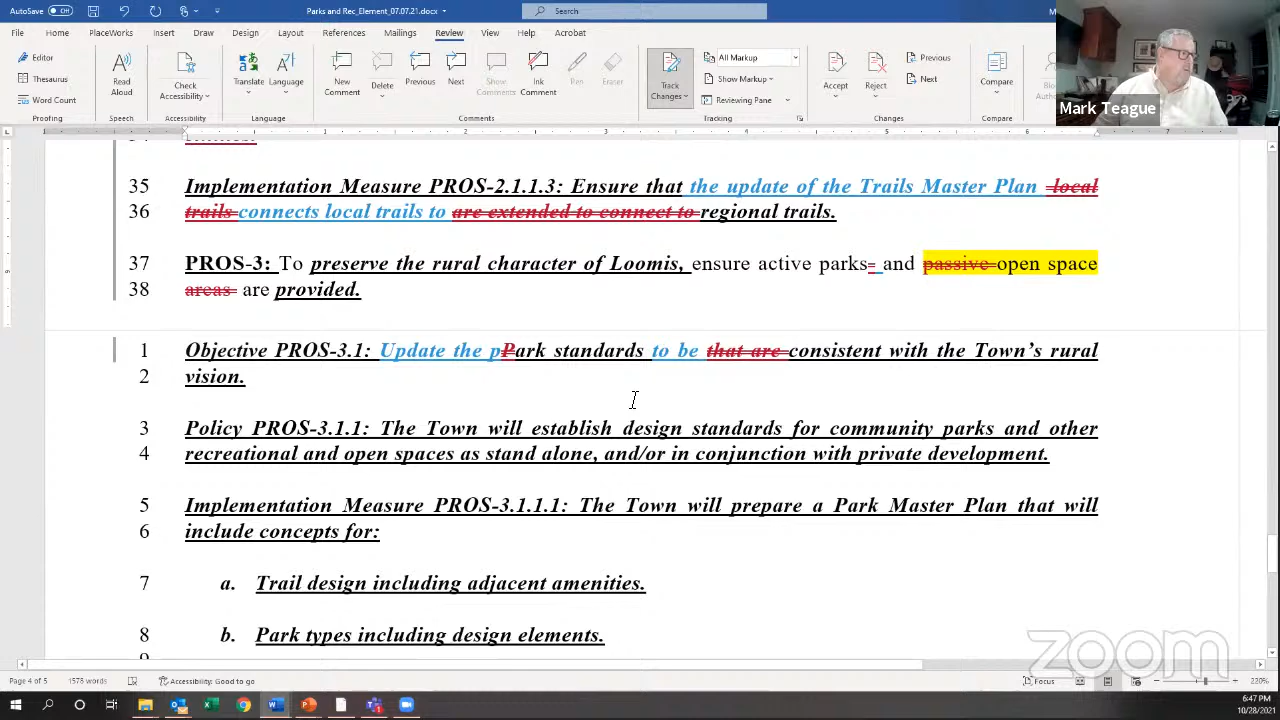 AutoSave Off Parks and Rec_Element_07.07.21.docx Search
File Home PlaceWorks Insert Draw Design Layout References Mailings Review View Help Acrobat
Editor
Thesaurus
Word Count
Proofing
Read Aloud
Speech
Check Accessibility
Accessibility
Translate Language
Language
New Comment Delete Previous Next Show Comments Ink Comment Pen Eraser
Comments
Track Changes
All Markup
Show Markup
Reviewing Pane
Tracking
Accept Reject
Previous
Next
Changes
Compare
Compare
Mark Teague
35 Implementation Measure PROS-2.1.1.3: Ensure that the update of the Trails Master Plan local
36 trails connects local trails to are extended to connect to regional trails.
37 PROS-3: To preserve the rural character of Loomis, ensure active parks, and passive open space
38 areas are provided.
1 Objective PROS-3.1: Update the pPark standards to be that are consistent with the Town's rural
2 vision.
3 Policy PROS-3.1.1: The Town will establish design standards for community parks and other
4 recreational and open spaces as stand alone, and/or in conjunction with private development.
5 Implementation Measure PROS-3.1.1.1: The Town will prepare a Park Master Plan that will
6 include concepts for:
7 a. Trail design including adjacent amenities.
8 b. Park types including design elements.
zoom
Page 4 of 5 1578 words Accessibility: Good to go Focus 220%
6:47 PM
10/28/2021